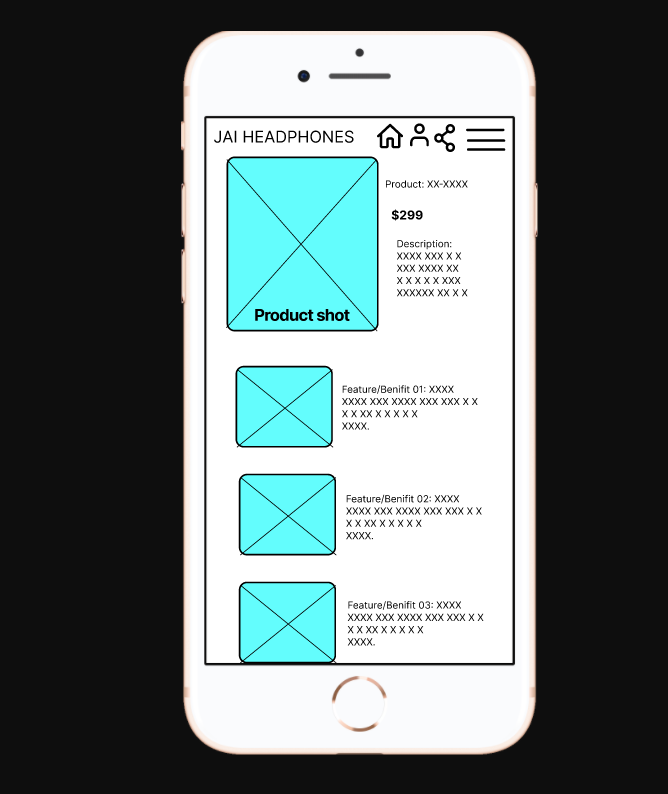 JAI HEADPHONES
Product: XX-XXXX
$299
Description:
XXXX XXX X X
XXX XXXX XX
X X X X X XXX
XXXXXX XX X X
Product shot
Feature/Benifit 01: XXXX
XXXX XXX XXXX XXX XXX X X
X X XX X X X X X
XXXX.
Feature/Benifit 02: XXXX
XXXX XXX XXXX XXX XXX X X
X X XX X X X X X
XXXX.
Feature/Benifit 03: XXXX
XXXX XXX XXXX XXX XXX X X
X X XX X X X X X
XXXX.